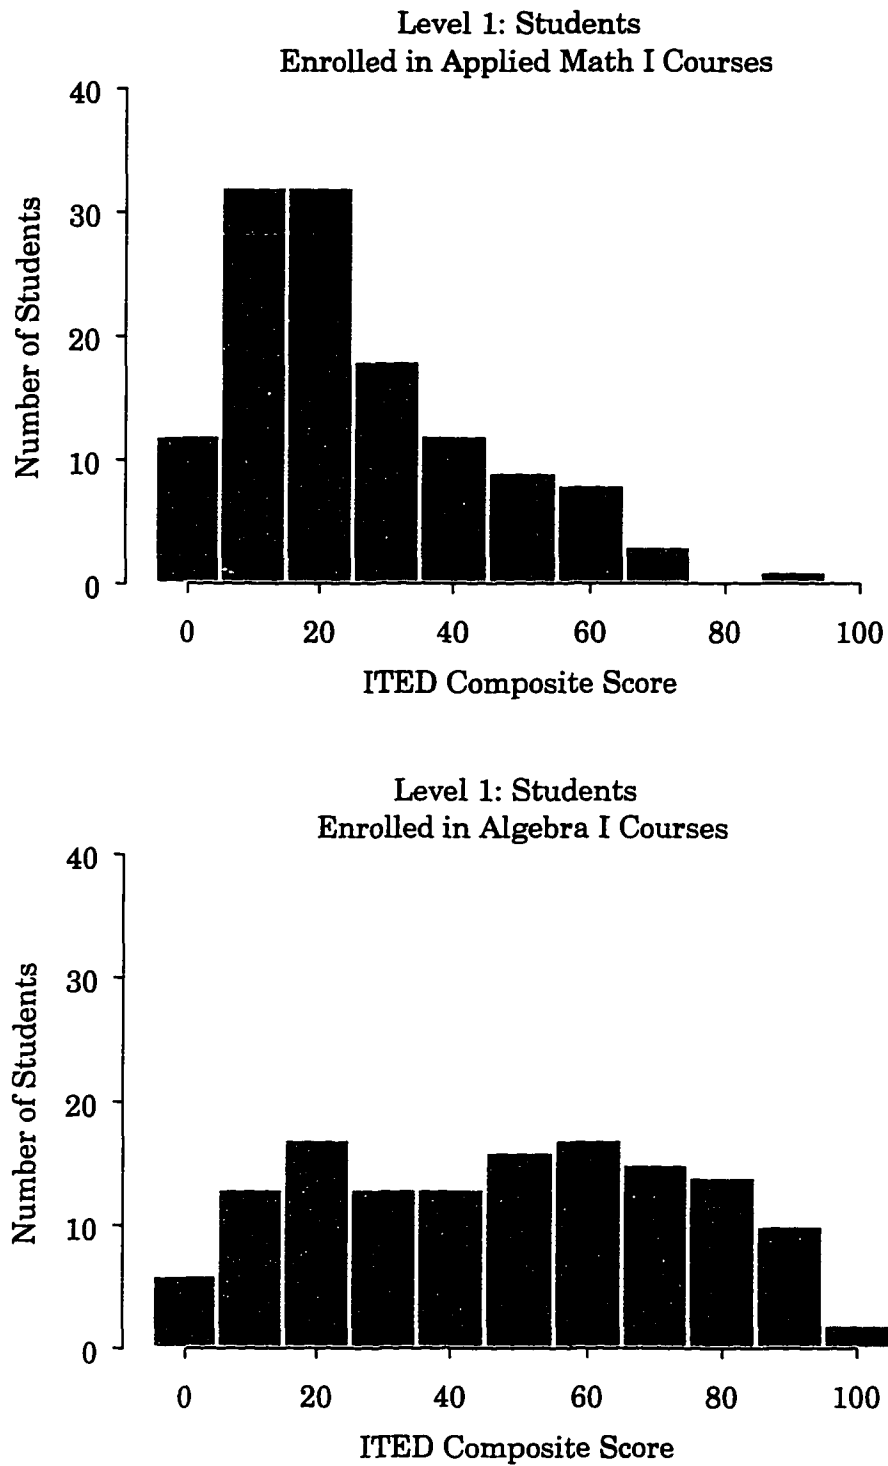 Level 1: Students
Enrolled in Applied Math I Courses
40
30
20
10
0
Number of Students
0 20 40 60 80 100
ITED Composite Score
Level 1: Students
Enrolled in Algebra I Courses
40
30
20
10
0
Number of Students
0 20 40 60 80 100
ITED Composite Score